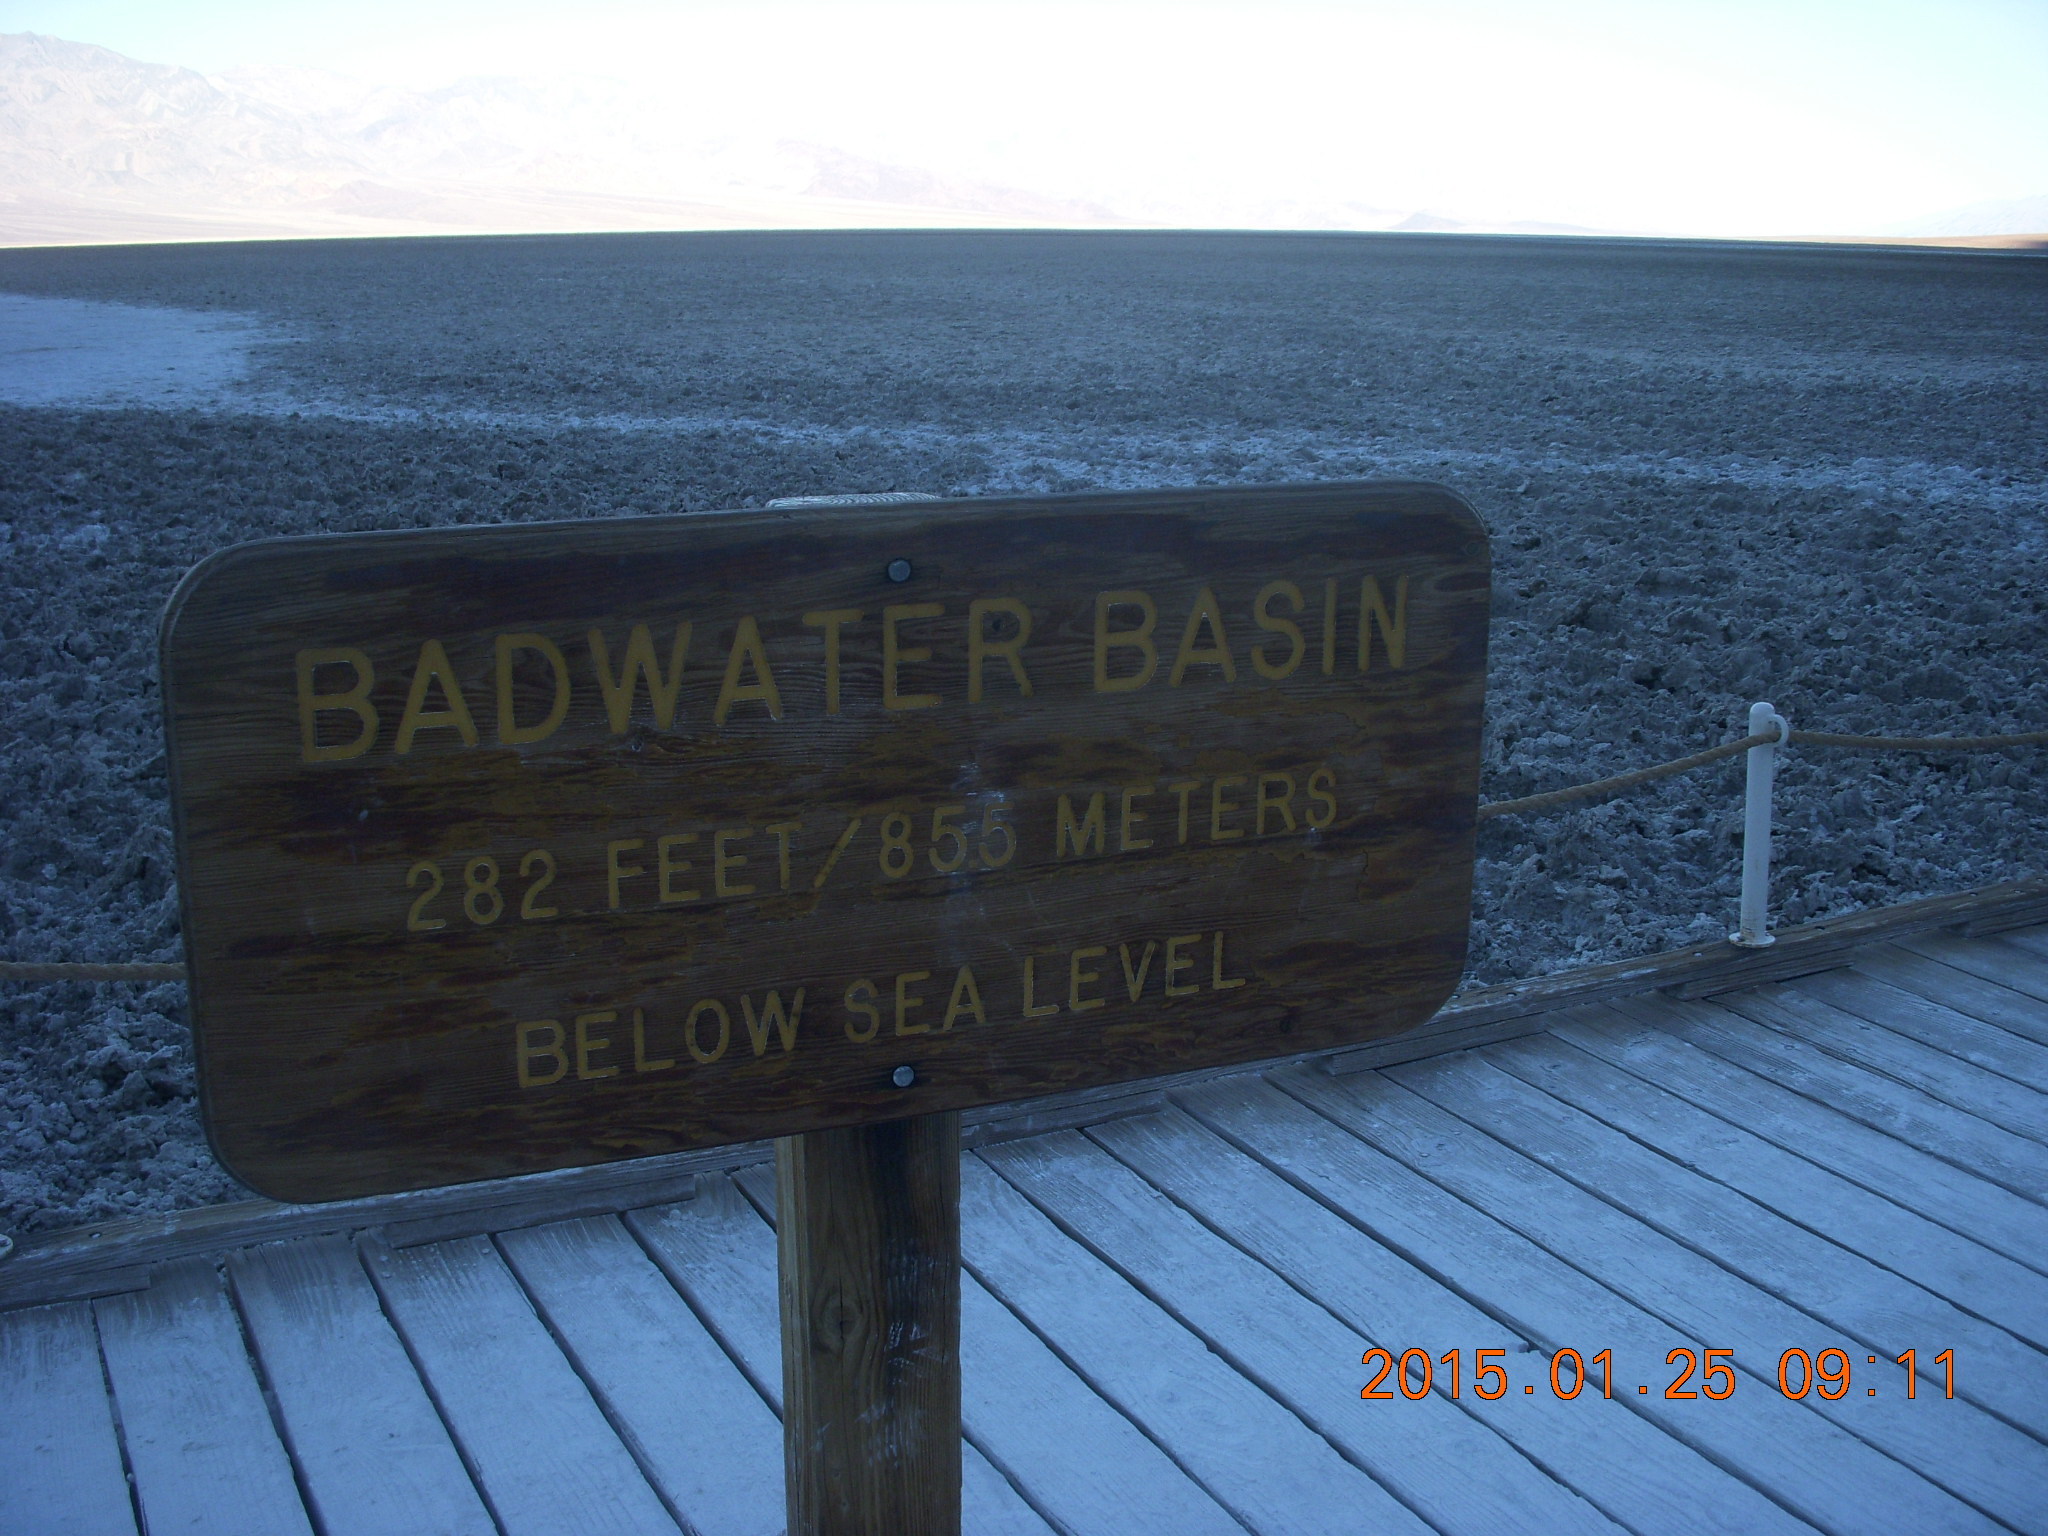 BADWATER BASIN
282 FEET/855 METERS
BELOW SEA LEVEL
2015.01.25 09:11